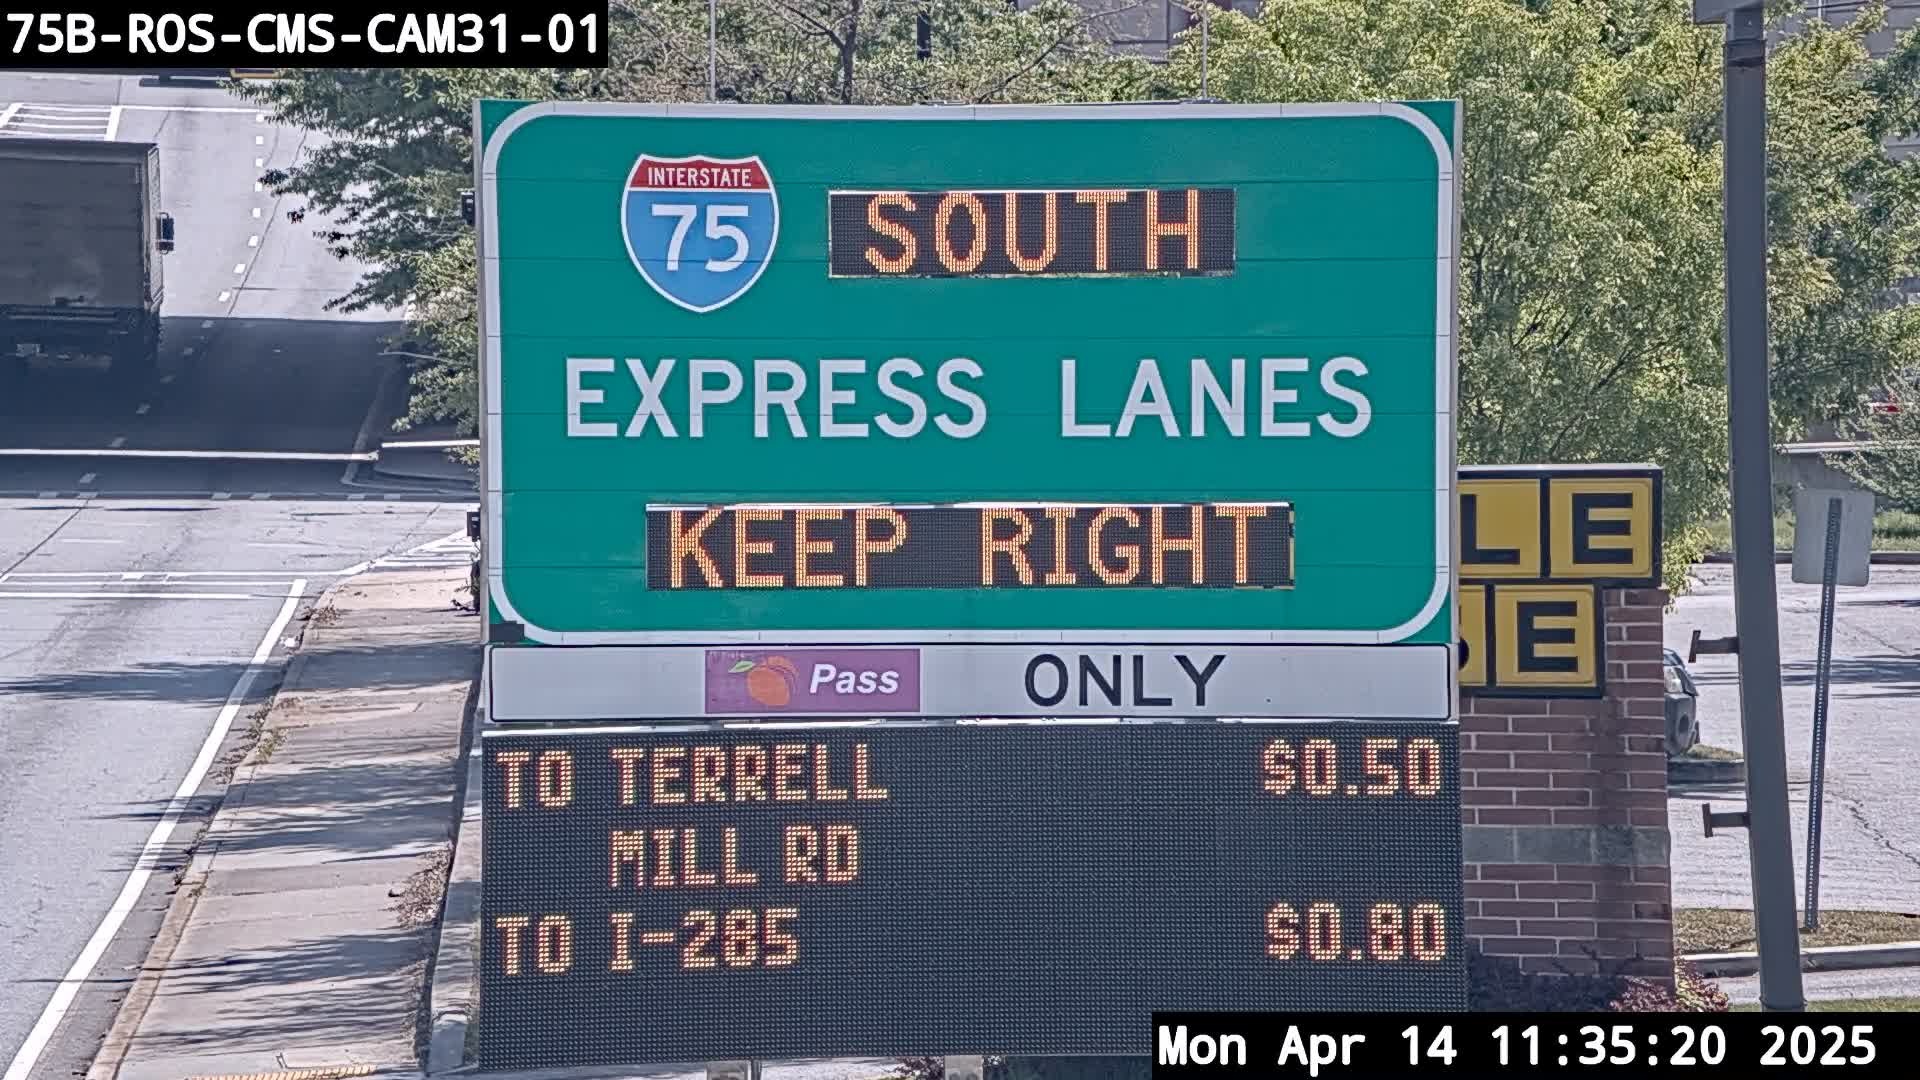 75B-ROS-CMS-CAM31-01
INTERSTATE
75
SOUTH
EXPRESS LANES
KEEP RIGHT
Pass ONLY
TO TERRELL $0.50
MILL RD
TO I-285 $0.80
LE
E
Mon Apr 14 11:35:20 2025